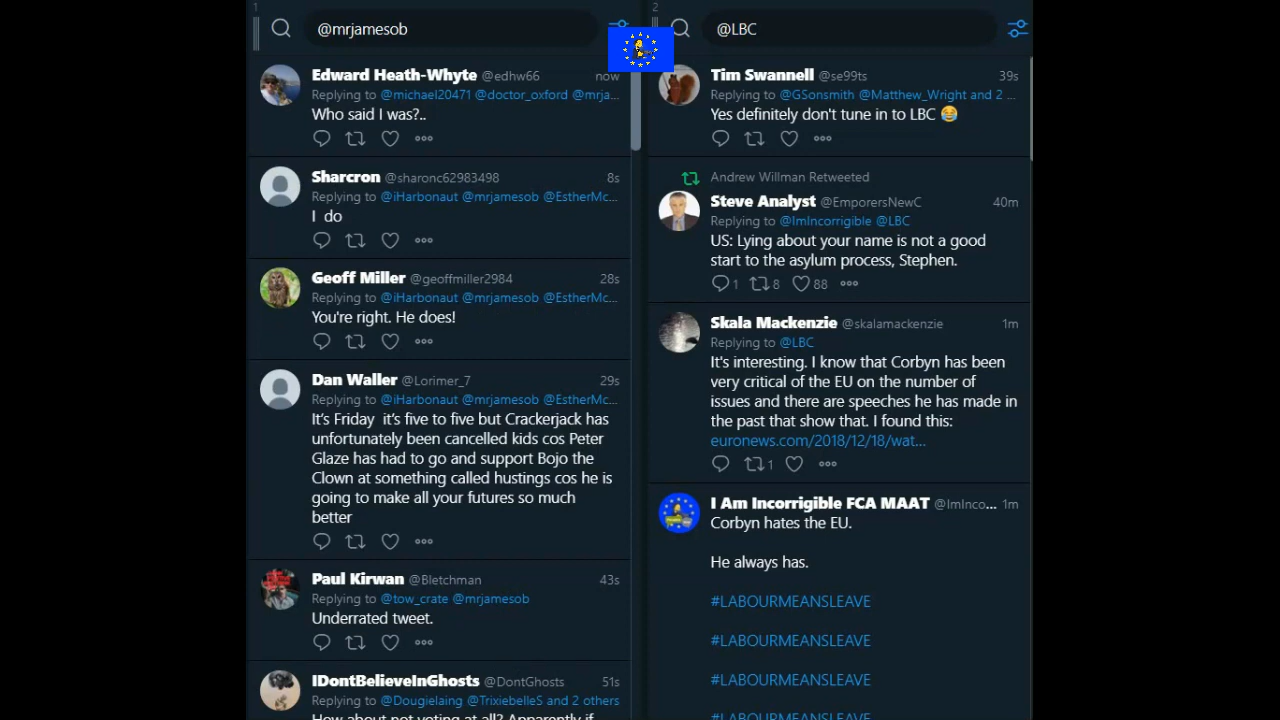 1
@mrjamesob
Edward Heath-Whyte @edhw66 now
Replying to @michael20471 @doctor_oxford @mrja...
Who said I was?..
Sharcron @sharonc62983498 8s
Replying to @iHarbonaut @mrjamesob @EstherMc...
I do
Geoff Miller @geoffmiller2984 28s
Replying to @iHarbonaut @mrjamesob @EstherMc...
You're right. He does!
Dan Waller @Lorimer_7 29s
Replying to @iHarbonaut @mrjamesob @EstherMc...
It's Friday it's five to five but Crackerjack has
unfortunately been cancelled kids cos Peter
Glaze has had to go and support Bojo the
Clown at something called hustings cos he is
going to make all your futures so much
better
Paul Kirwan @Bletchman 43s
Replying to @tow_crate @mrjamesob
Underrated tweet.
IDontBelieveInGhosts @DontGhosts 51s
Replying to @Dougielaing @TrixiebelleS and 2 others
How about not voting at all? Apparently if
2
@LBC
Tim Swannell @se99ts 39s
Replying to @GSonsmith @Matthew_Wright and 2 ...
Yes definitely don't tune in to LBC 😂
Andrew Willman Retweeted
Steve Analyst @EmporersNewC 40m
Replying to @ImIncorrigible @LBC
US: Lying about your name is not a good
start to the asylum process, Stephen.
1 8 88
Skala Mackenzie @skalamackenzie 1m
Replying to @LBC
It's interesting. I know that Corbyn has been
very critical of the EU on the number of
issues and there are speeches he has made in
the past that show that. I found this:
euronews.com/2018/12/18/wat...
1
I Am Incorrigible FCA MAAT @ImInco... 1m
Corbyn hates the EU.
He always has.
#LABOURMEANSLEAVE
#LABOURMEANSLEAVE
#LABOURMEANSLEAVE
#LABOURMEANSLEAVE